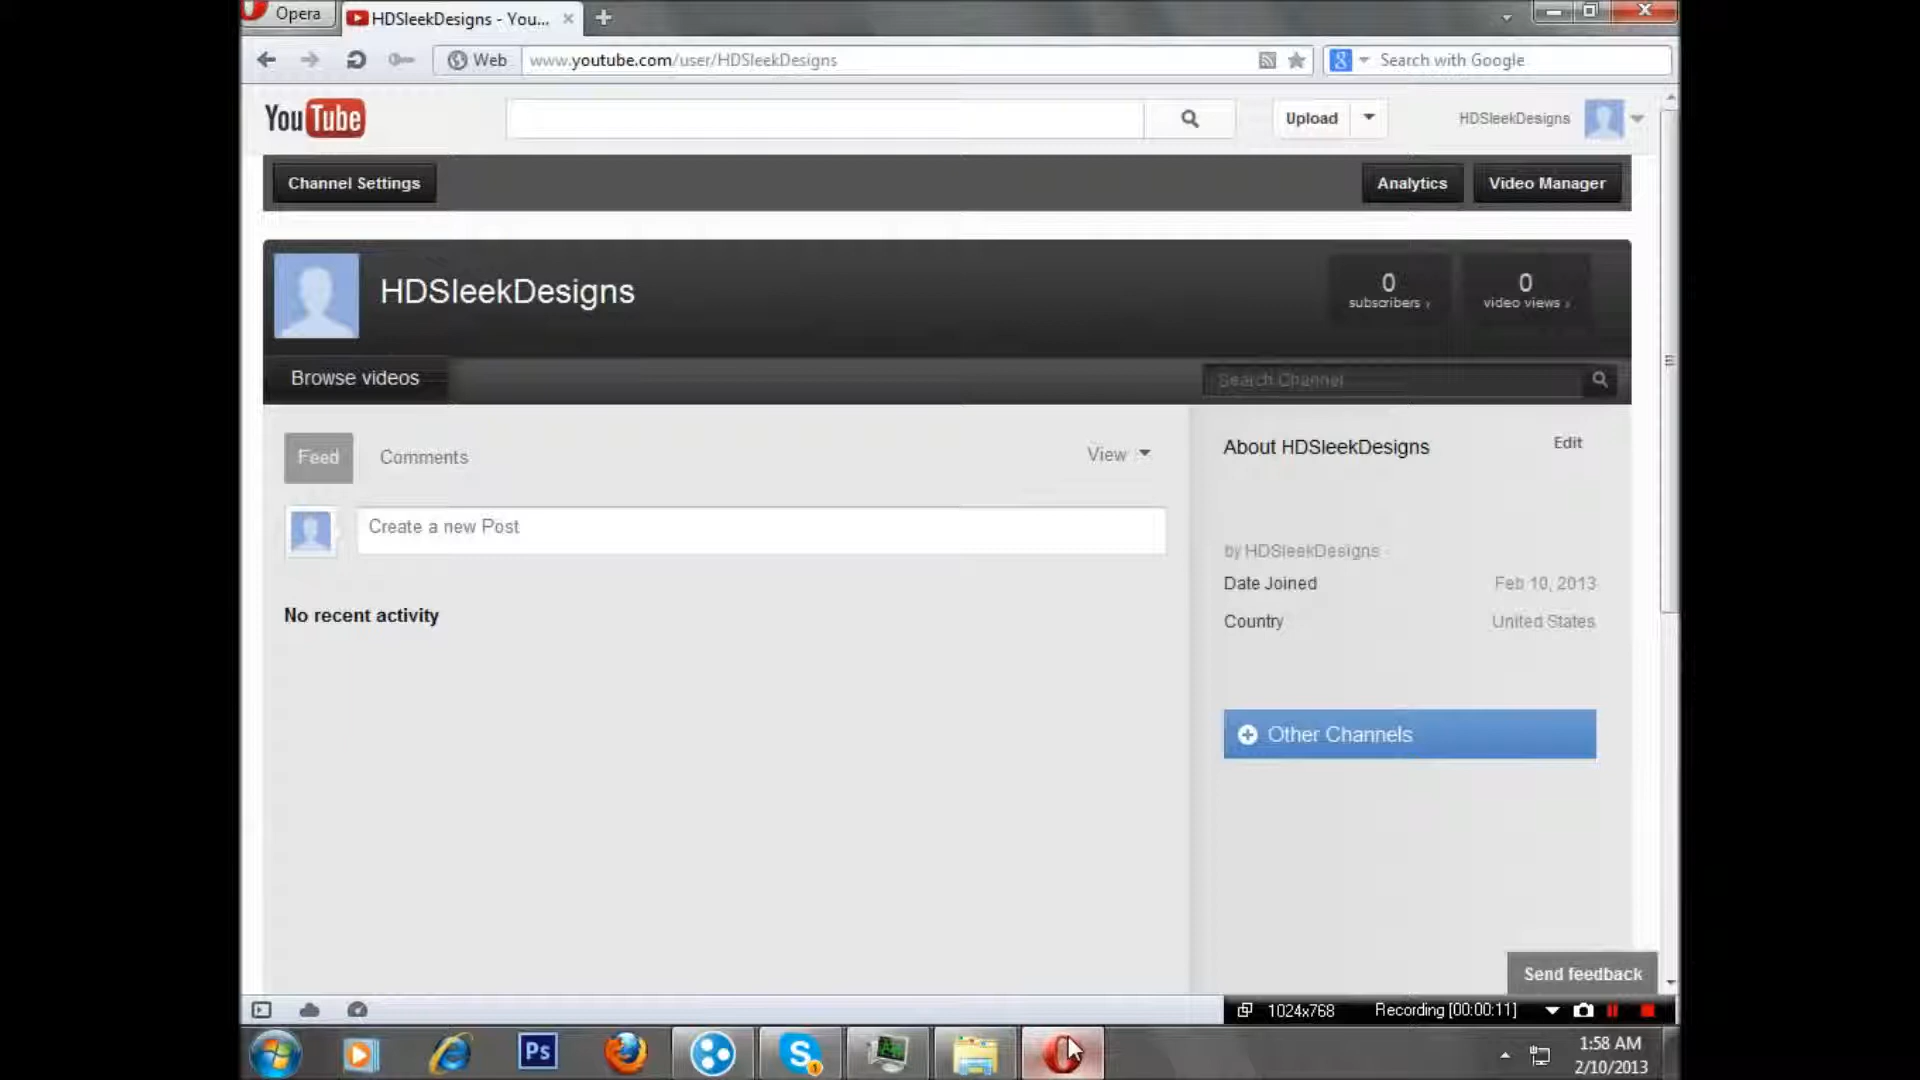 Opera
HDSleekDesigns - You...
Web
www.youtube.com/user/HDSleekDesigns
Search with Google
YouTube
Upload
HDSleekDesigns
Channel Settings
Analytics
Video Manager
HDSleekDesigns
0
subscribers
0
video views
Browse videos
Search Channel
Feed
Comments
View
About HDSleekDesigns
Edit
Create a new Post
by HDSleekDesigns
Date Joined
Feb 10, 2013
No recent activity
Country
United States
Other Channels
Send feedback
1024x768
Recording [00:00:11]
Ps
1:58 AM
2/10/2013